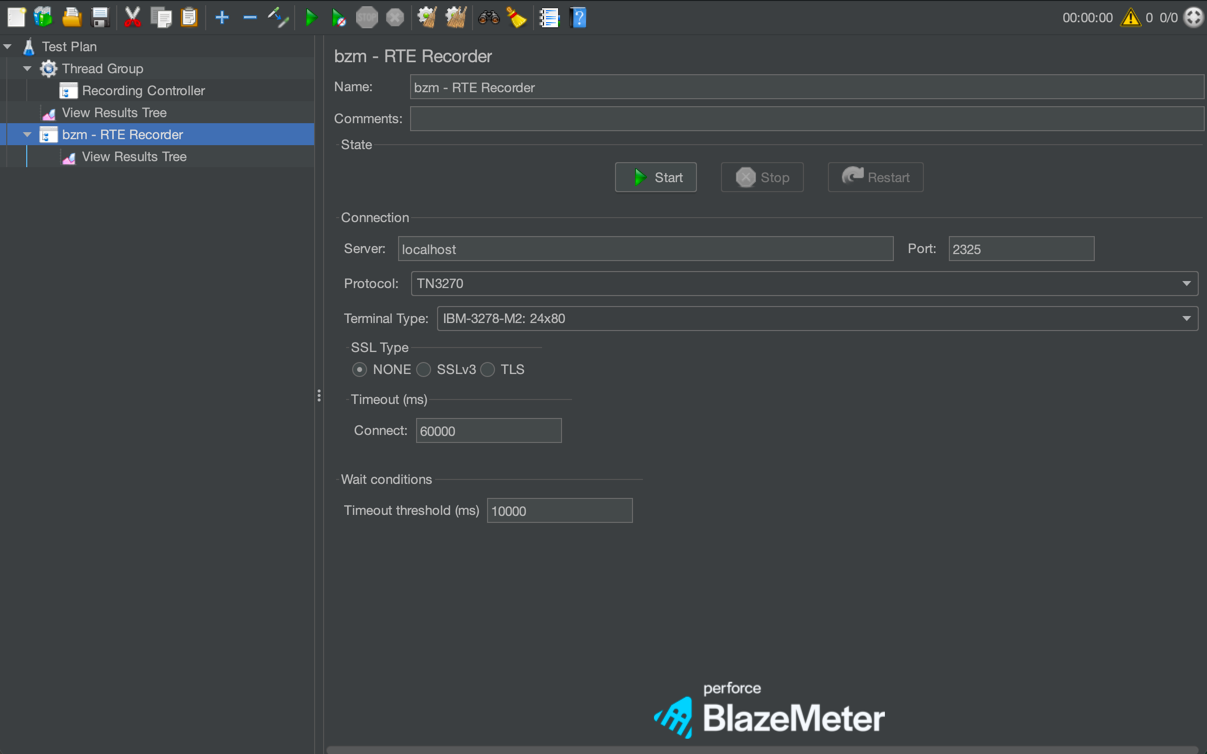 STOP
?
00:00:00
0
0/0
Test Plan
Thread Group
Recording Controller
View Results Tree
bzm - RTE Recorder
View Results Tree
bzm - RTE Recorder
Name: bzm - RTE Recorder
Comments:
State
Start Stop Restart
Connection
Server: localhost Port: 2325
Protocol: TN3270
Terminal Type: IBM-3278-M2: 24x80
SSL Type
NONE SSLv3 TLS
Timeout (ms)
Connect: 60000
Wait conditions
Timeout threshold (ms) 10000
perforce
BlazeMeter